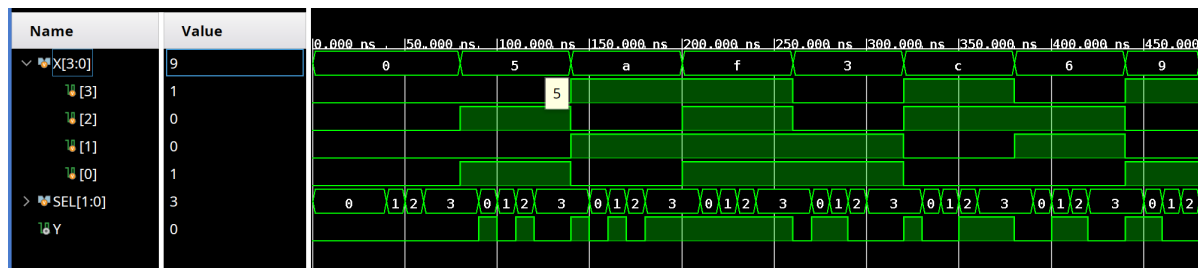 Name Value
0.000 ns 50.000 ns 100.000 ns 150.000 ns 200.000 ns 250.000 ns 300.000 ns 350.000 ns 400.000 ns 450.000
X[3:0] 9 0 5 a f 3 c 6 9
[3] 1 5
[2] 0
[1] 0
[0] 1
SEL[1:0] 3 0 1 2 3 0 1 2 3 0 1 2 3 0 1 2 3 0 1 2 3 0 1 2 3 0 1 2 3 0 1 2
Y 0